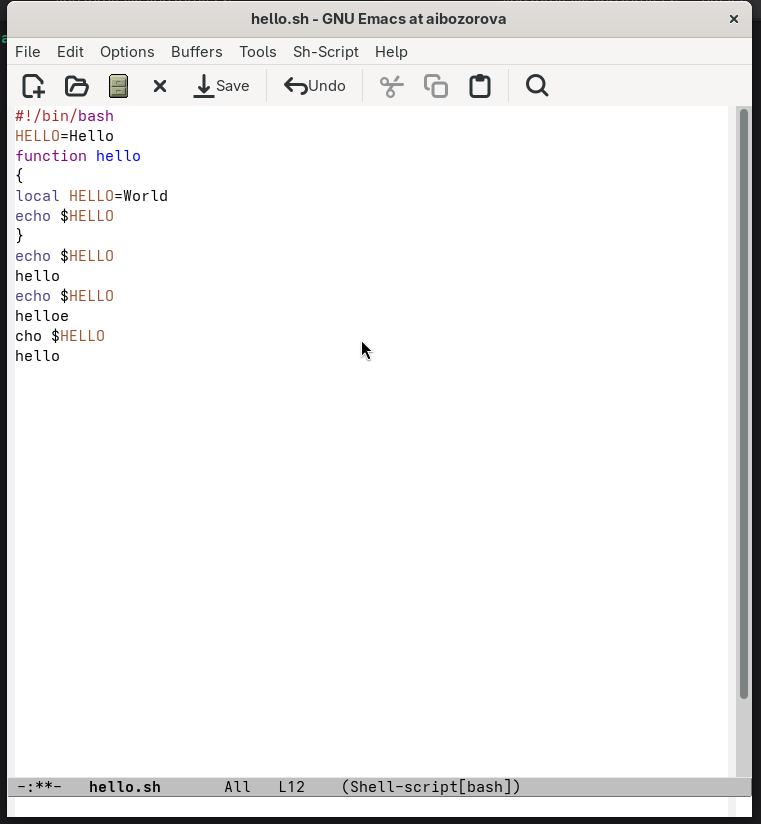 hello.sh - GNU Emacs at aibozorova
File Edit Options Buffers Tools Sh-Script Help
Save Undo
#!/bin/bash
HELLO=Hello
function hello
{
local HELLO=World
echo $HELLO
}
echo $HELLO
hello
echo $HELLO
helloe
cho $HELLO
hello
-:**- hello.sh All L12 (Shell-script[bash])